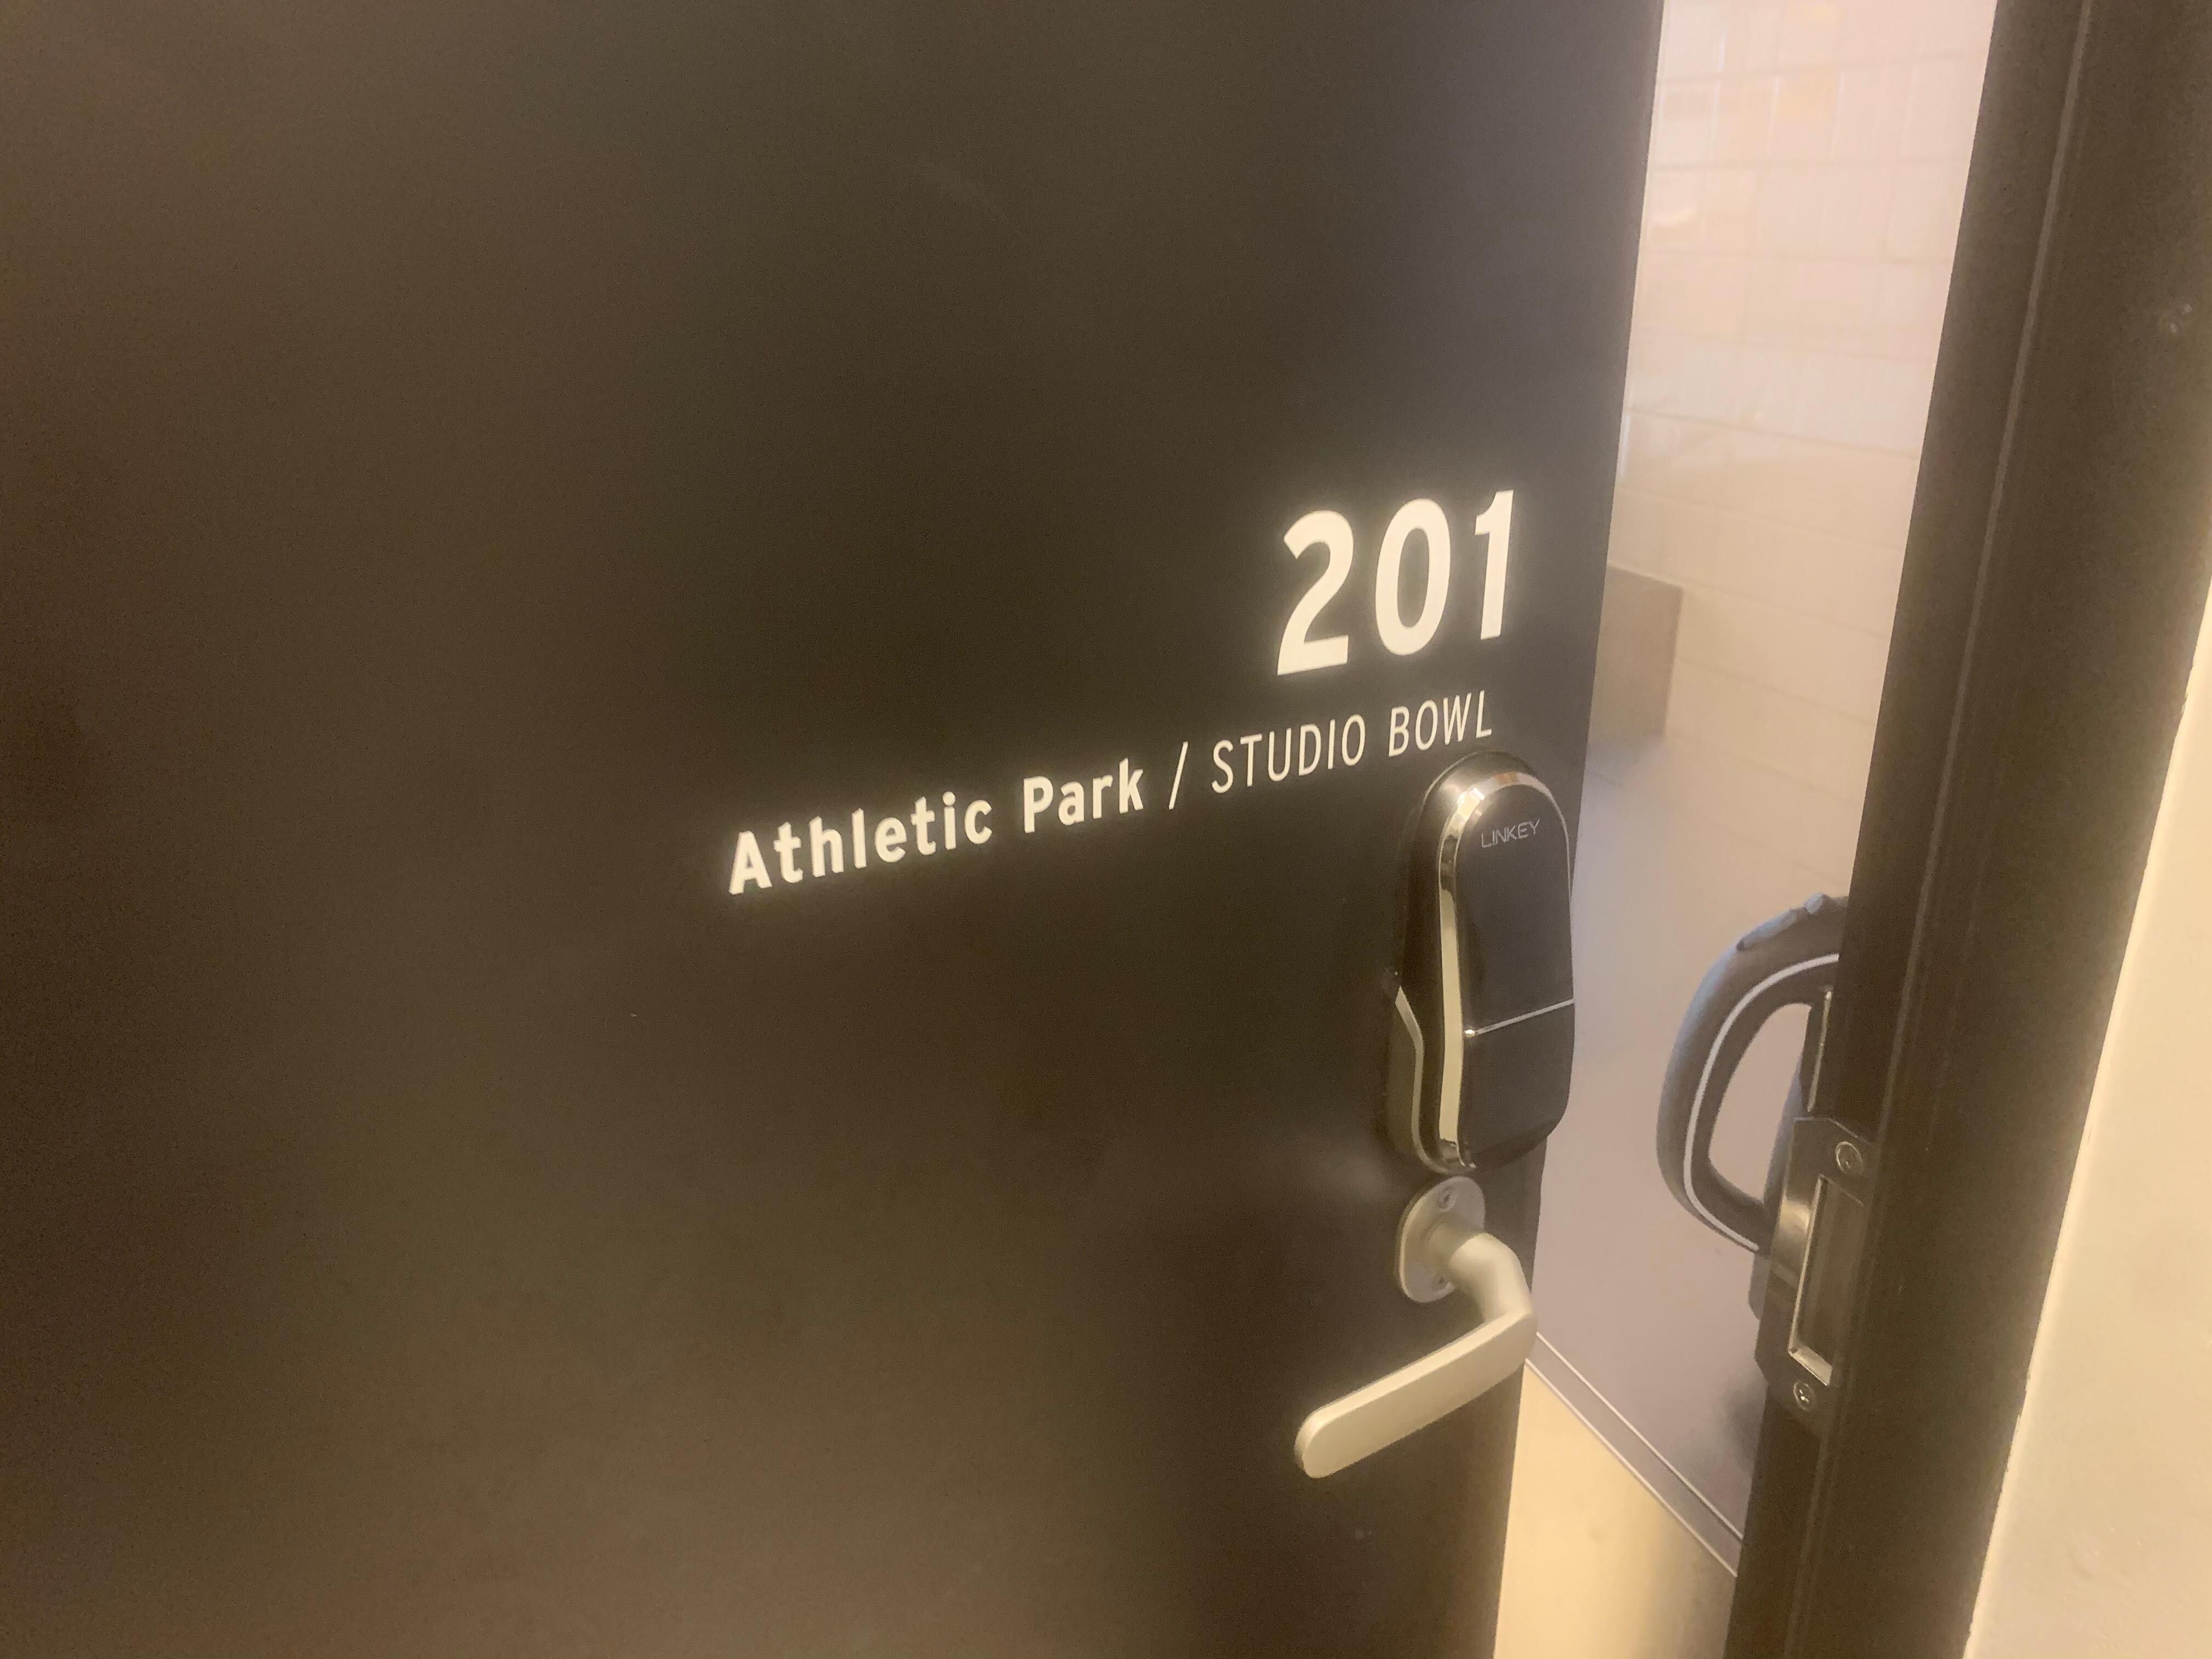 201
Athletic Park / STUDIO BOWL
LINKEY